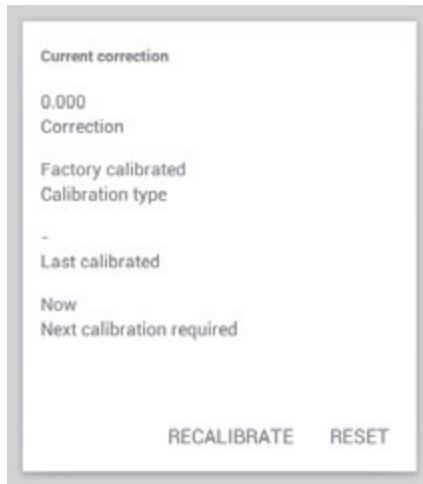 Current correction
0.000
Correction
Factory calibrated
Calibration type
-
Last calibrated
Now
Next calibration required
RECALIBRATE RESET